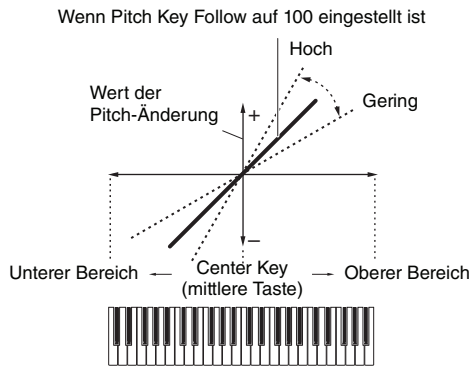 Wenn Pitch Key Follow auf 100 eingestellt ist
Hoch
Wert der
Pitch-Änderung
Gering
+
–
Unterer Bereich
Center Key
(mittlere Taste)
Oberer Bereich